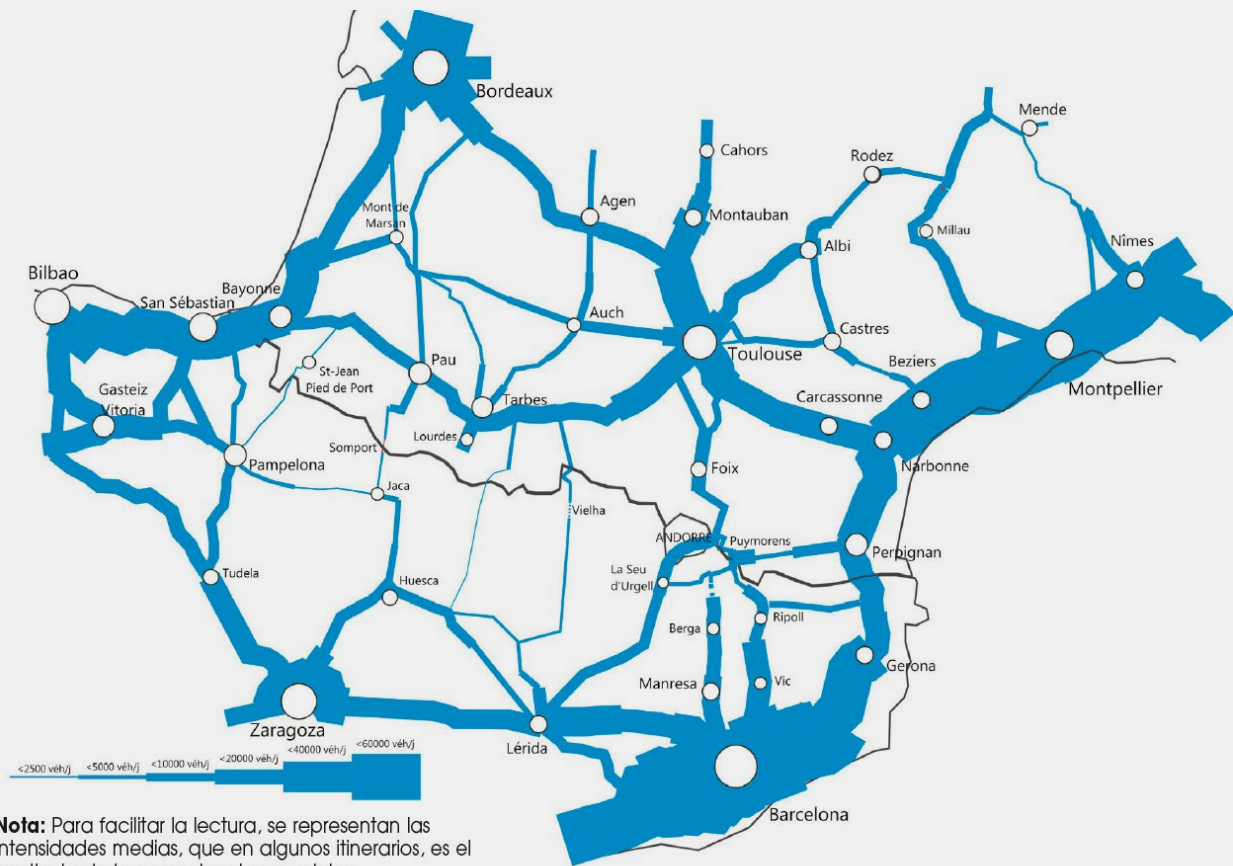 Bordeaux
Mende
Cahors
Rodez
Agen
Montauban
Mont de
Marsan
Millau
Albi
Nîmes
Bilbao
San Sébastian
Bayonne
Auch
Toulouse
Castres
Beziers
Montpellier
Pau
St-Jean
Pied de Port
Gasteiz
Vitoria
Tarbes
Carcassonne
Lourdes
Somport
Narbonne
Pampelona
Foix
Jaca
Vielha
ANDORRE
Puymorens
Perpignan
Tudela
Huesca
La Seu
d'Urgell
Berga
Ripoll
Gerona
Manresa
Vic
Zaragoza
Lérida
Barcelona
<2500 véh/j
<5000 véh/j
<10000 véh/j
<20000 véh/j
<40000 véh/j
<60000 véh/j
Nota: Para facilitar la lectura, se representan las
intensidades medias, que en algunos itinerarios, es el